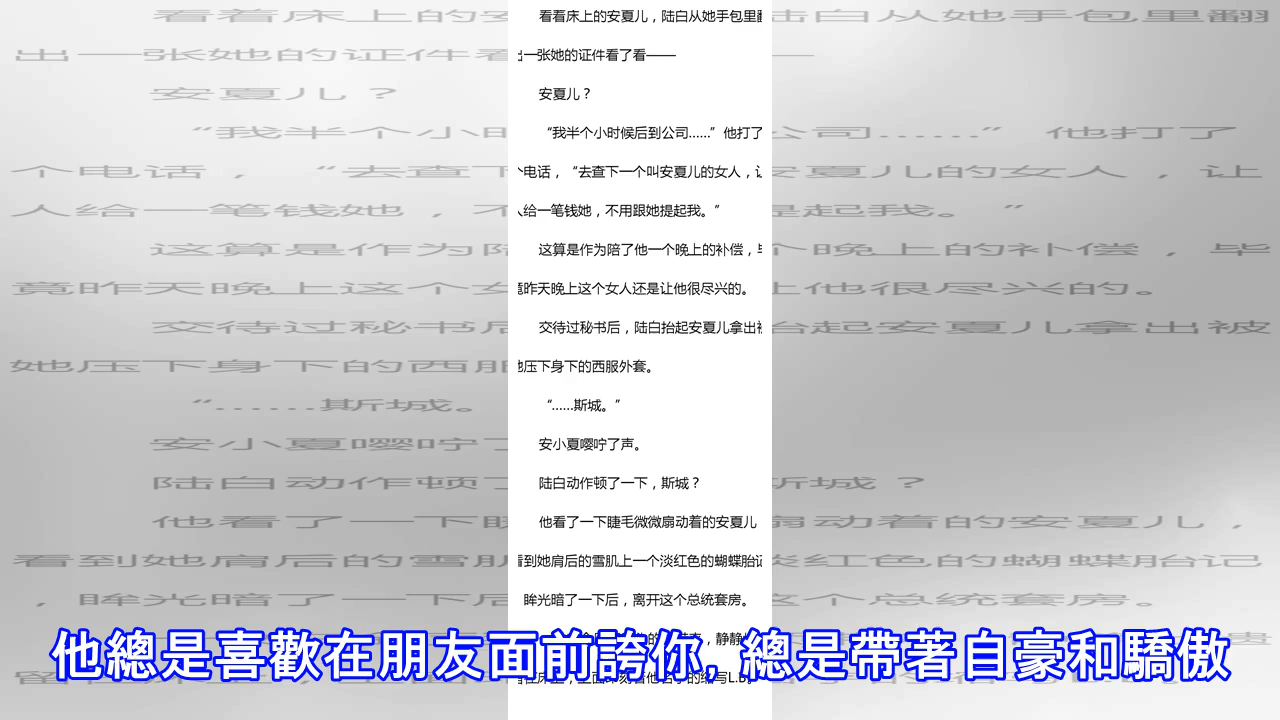 看着床上的安夏儿，陆白从她手包里翻
出一张她的证件看了看——
安夏儿？
“我半个小时候后到公司......”他打了
个电话，“去查下一个叫安夏儿的女人，让
人给一笔钱她，不用跟她提起我。”
这算是作为陪了他一个晚上的补偿，毕
竟昨天晚上这个女人还是让他很尽兴的。
交待过秘书后，陆白抬起安夏儿拿出被
她压下身下的西服外套。
“......斯城。”
安小夏嘤咛了声。
陆白动作顿了一下，斯城？
他看了一下睫毛微微扇动着的安夏儿，
看到她肩后的雪肌上一个淡红色的蝴蝶胎记
，眸光暗了一下后，离开这个总统套房。
他總是喜歡在朋友面前誇你, 總是帶著自豪和驕傲